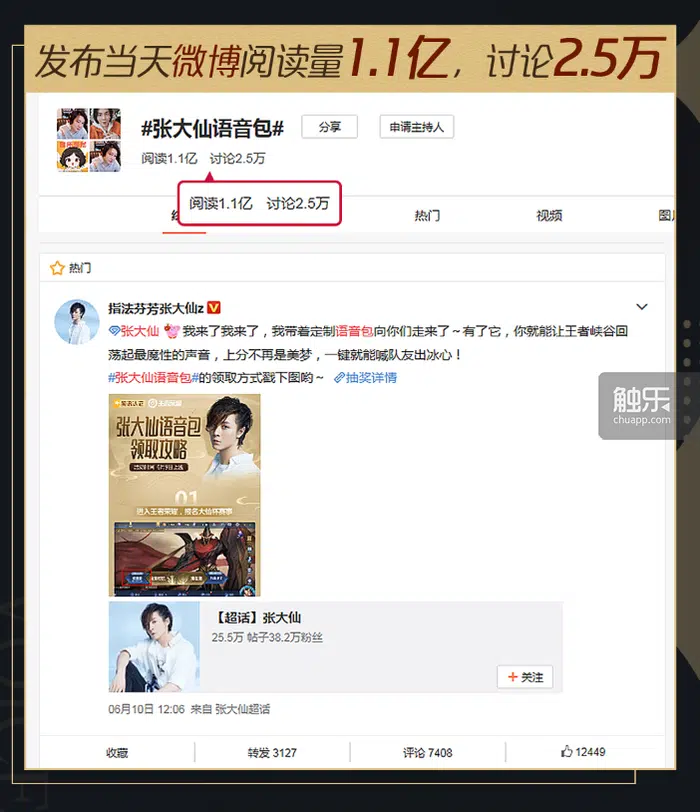 发布当天微博阅读量1.1亿，讨论2.5万
#张大仙语音包#
分享
申请主持人
阅读1.1亿 讨论2.5万
阅读1.1亿 讨论2.5万
热门
视频
热门
指法芬芳张大仙z
张大仙 我来了我来了，我带着定制语音包向你们走来了～有了它，你就能让王者峡谷回
荡起最魔性的声音，上分不再是美梦，一键就能喊队友出冰心！
#张大仙语音包#的领取方式戳下图哟～ 抽奖详情
触乐
chuapp.com
张大仙语音包
领取攻略
01
进入王者荣耀，报名大仙杯赛事
【超话】张大仙
25.5万 帖子38.2万粉丝
+关注
06月10日 12:06 来自 张大仙超话
收藏
转发 3127
评论 7408
12449